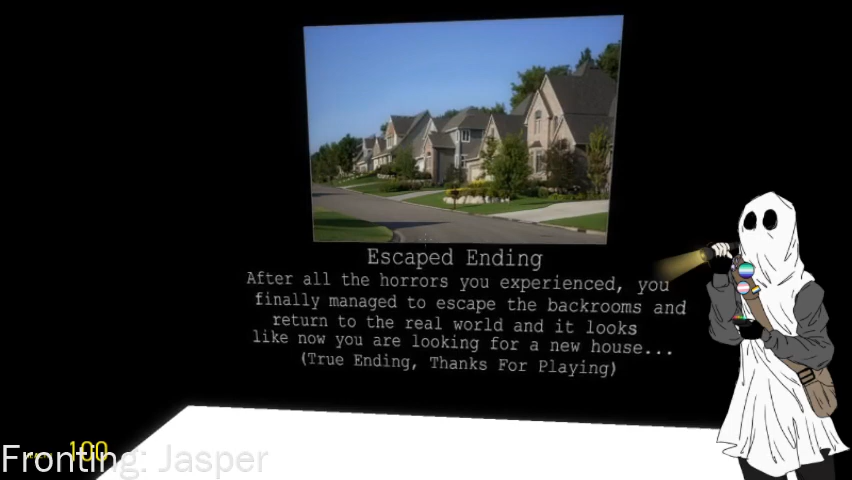 Escaped Ending
After all the horrors you experienced, you
finally managed to escape the backrooms and
return to the real world and it looks
like now you are looking for a new house...
(True Ending, Thanks For Playing)
100
Fronting: Jasper